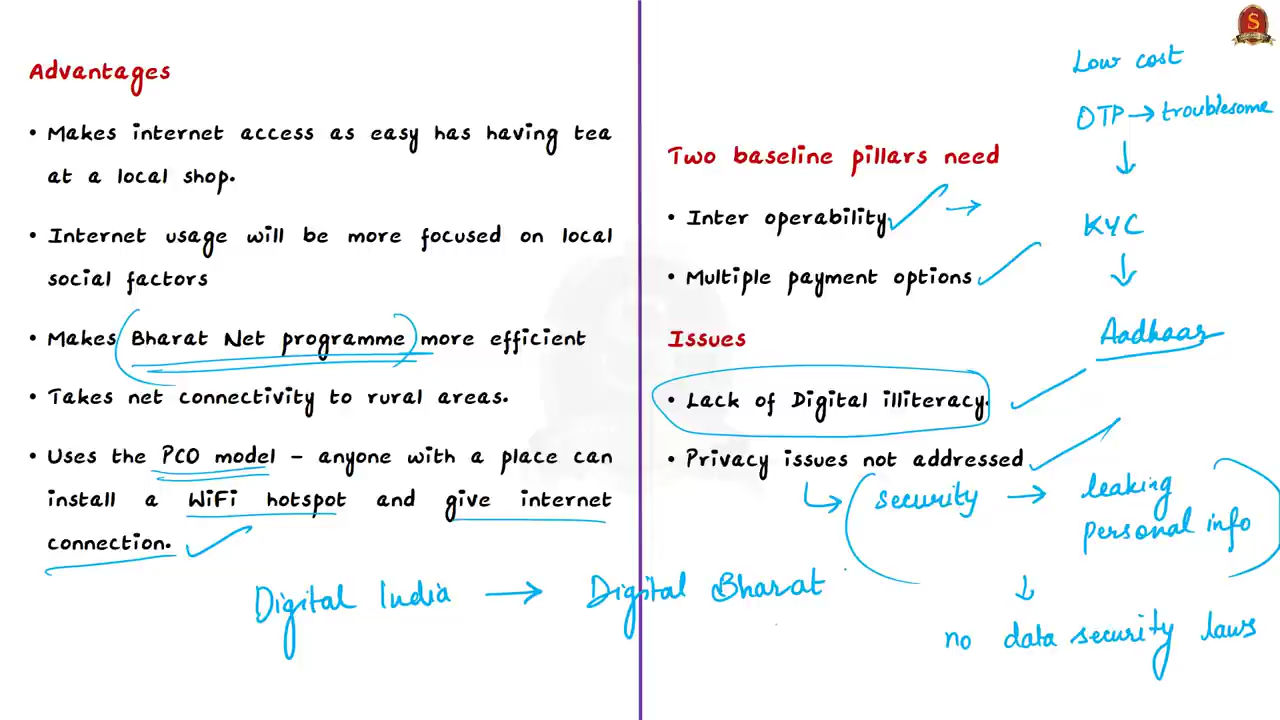 Advantages
• Makes internet access as easy has having tea
at a local shop.
• Internet usage will be more focused on local
social factors
• Makes Bharat Net programme more efficient
• Takes net connectivity to rural areas.
• Uses the PCO model - anyone with a place can
install a WiFi hotspot and give internet
connection.
Digital India → Digital Bharat
Two baseline pillars need
• Inter operability ✓ →
• Multiple payment options ✓
Issues
• Lack of Digital illiteracy.
• Privacy issues not addressed
security → leaking
personal info
↓
no data security laws
Low cost
OTP → troublesome
↓
KYC
↓
Aadhaar
S